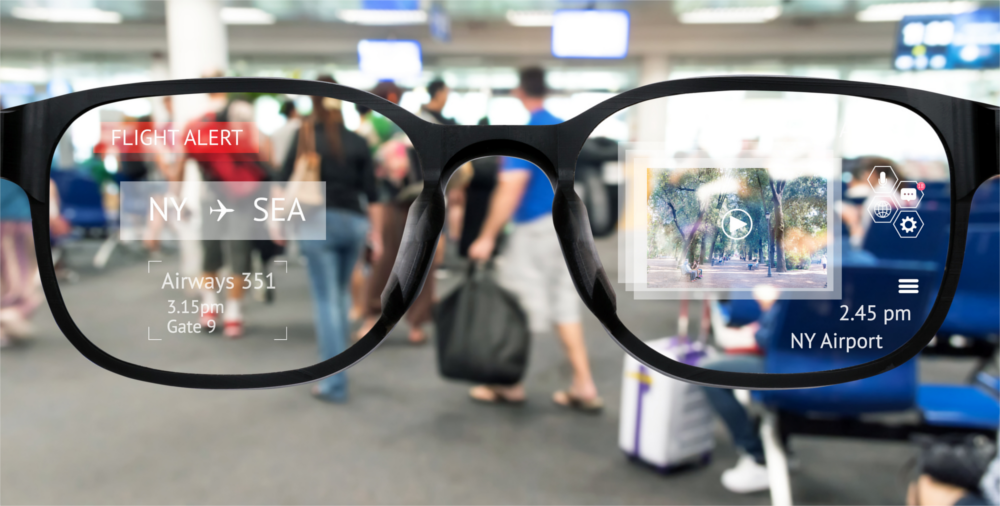 FLIGHT ALERT
NY ✈ SEA
Airways 351
3.15pm
Gate 9
2.45 pm
NY Airport